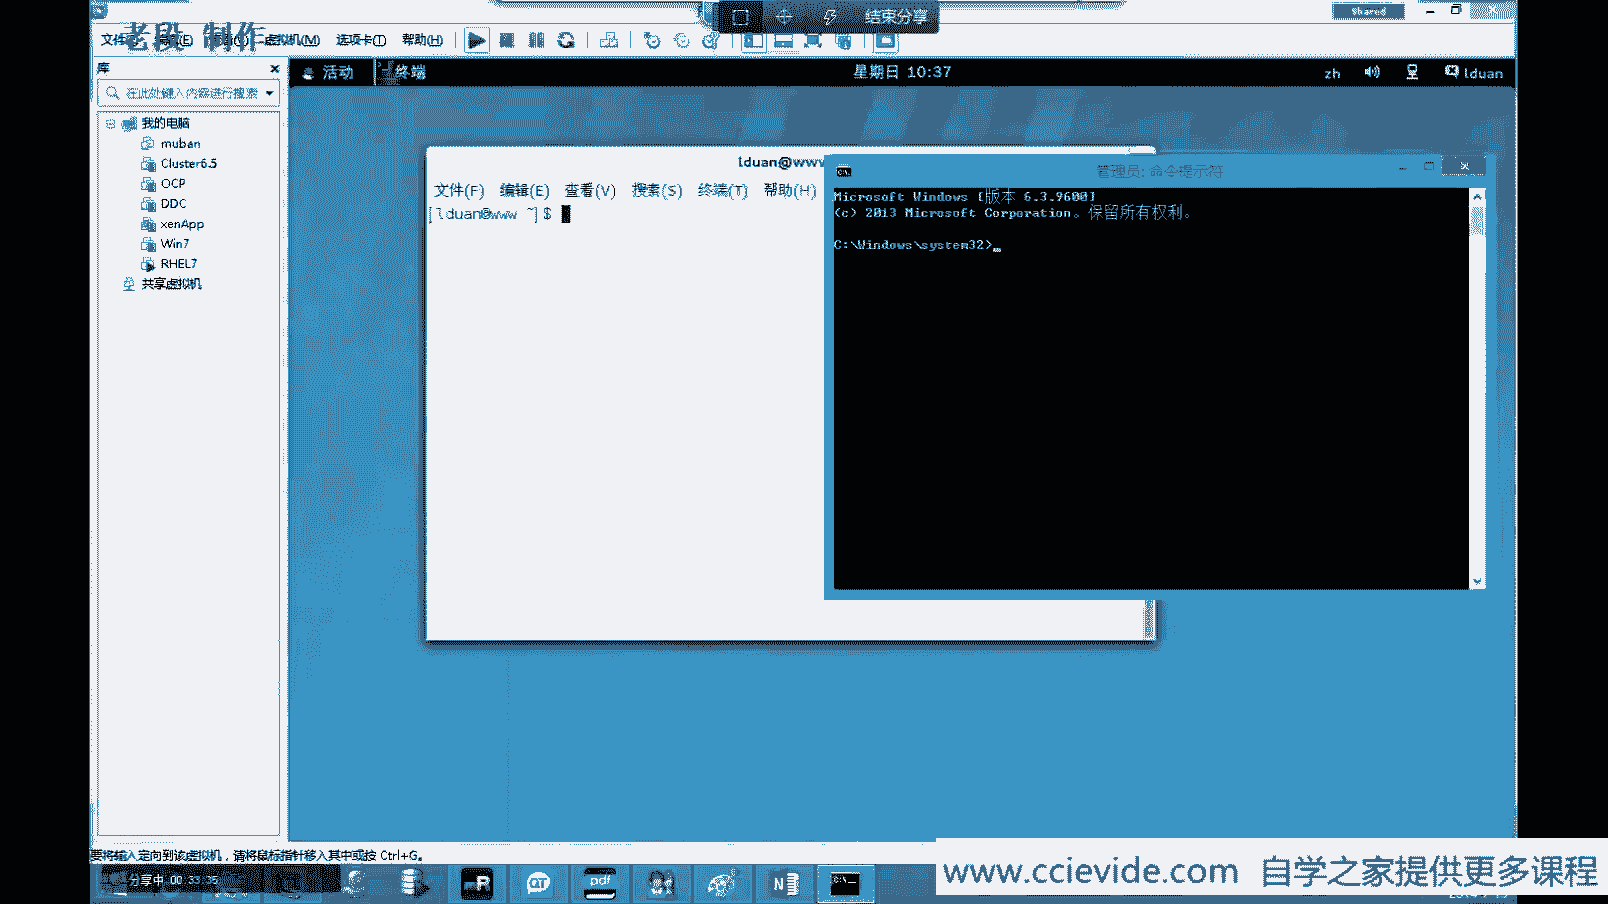 结束分享
Shared
老段 制作
文件 虚拟机(M) 选项卡(T) 帮助(H)
库
在此处键入内容进行搜索
我的电脑
muban
Cluster6.5
OCP
DDC
xenApp
Win7
RHEL7
共享虚拟机
活动
终端
星期日 10:37
zh
lduan
lduan@www
文件(F) 编辑(E) 查看(V) 搜索(S) 终端(T) 帮助(H)
[lduan@www ~]$
管理员: 命令提示符
Microsoft Windows [版本 6.3.9600]
(c) 2013 Microsoft Corporation。保留所有权利。
C:\Windows\system32>
要将输入定向到该虚拟机，请将鼠标指针移入其中或按 Ctrl+G。
分享中 00:33:35
QT
pdf
www.ccievide.com 自学之家提供更多课程